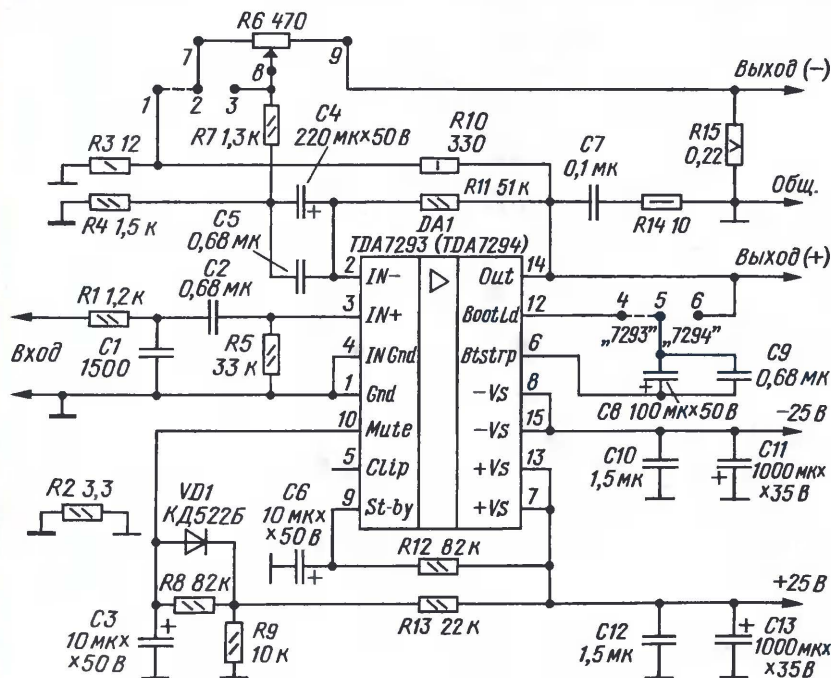 R6 470
7
8
9
Выход (-)
1
2
3
C4
220 мк×50 В
R7 1,3 к
R3 12
R10
330
C7
0,1 мк
R15
0,22
R4 1,5 к
R11 51 к
R14 10
Общ.
C5
0,68 мк
DA1
TDA7293 (TDA7294)
Выход (+)
C2
0,68 мк
R1 1,2 к
2
IN-
Out
14
3
IN+
BootLd
12
4
5
6
„7293"
„7294"
Вход
C1
1500
R5
33 к
4
IN Gnd
Btstrp
6
C9
0,68 мк
1
Gnd
-Vs
8
C8 100 мк×50 В
-25 В
10
Mute
-Vs
15
5
Clip
+Vs
13
C10
1,5 мк
C11
1000 мк×
×35 В
9
St-by
+Vs
7
R2 3,3
VD1
КД522Б
C6
10 мк×
×50 В
R12 82 к
R8 82 к
+25 В
C3
10 мк×
×50 В
R9
10 к
R13 22 к
C12
1,5 мк
C13
1000 мк×
×35 В